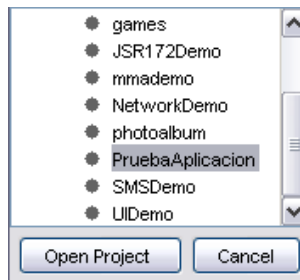 games
JSR172Demo
mmademo
NetworkDemo
photoalbum
PruebaAplicacion
SMSDemo
UIDemo
Open Project
Cancel